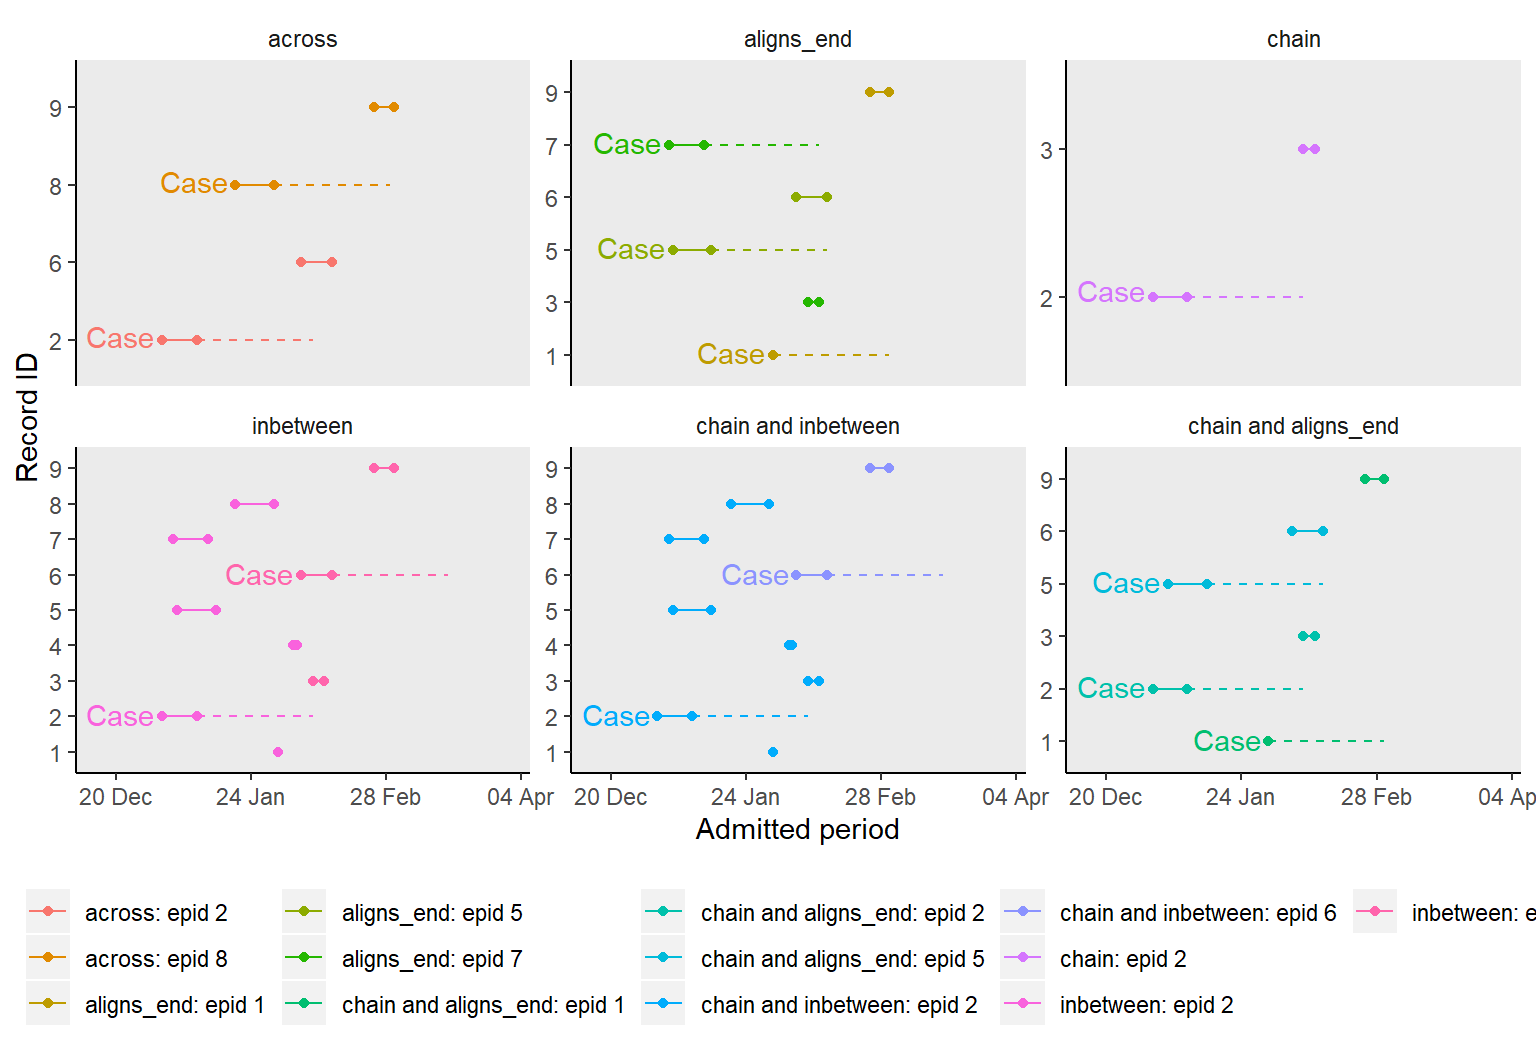 across
aligns_end
chain
9
8
6
2
Case
Case
9
7
6
5
3
1
Case
Case
Case
3
2
Case
Record ID
inbetween
chain and inbetween
chain and aligns_end
9
8
7
6
5
4
3
2
1
Case
Case
9
8
7
6
5
4
3
2
1
Case
Case
9
6
5
3
2
1
Case
Case
Case
20 Dec 24 Jan 28 Feb 04 Apr
20 Dec 24 Jan 28 Feb 04 Apr
20 Dec 24 Jan 28 Feb 04 Ap
Admitted period
across: epid 2
across: epid 8
aligns_end: epid 1
aligns_end: epid 5
aligns_end: epid 7
chain and aligns_end: epid 1
chain and aligns_end: epid 2
chain and aligns_end: epid 5
chain and inbetween: epid 2
chain and inbetween: epid 6
chain: epid 2
inbetween: epid 2
inbetween: